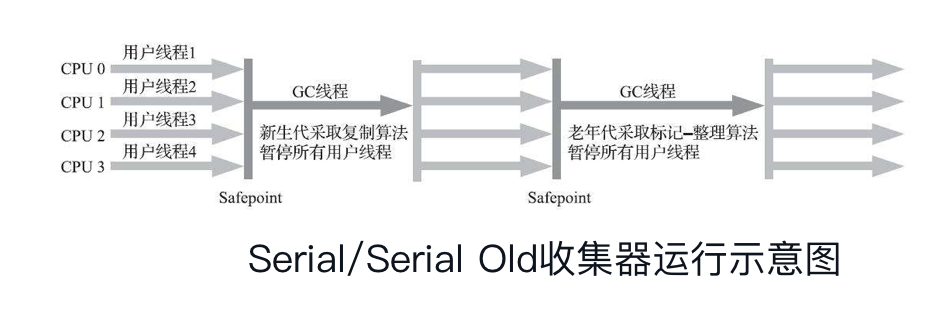 用户线程1
CPU 0
用户线程2
CPU 1
用户线程3
CPU 2
用户线程4
CPU 3
GC线程
新生代采取复制算法
暂停所有用户线程
Safepoint
GC线程
老年代采取标记-整理算法
暂停所有用户线程
Safepoint
Serial/Serial Old收集器运行示意图